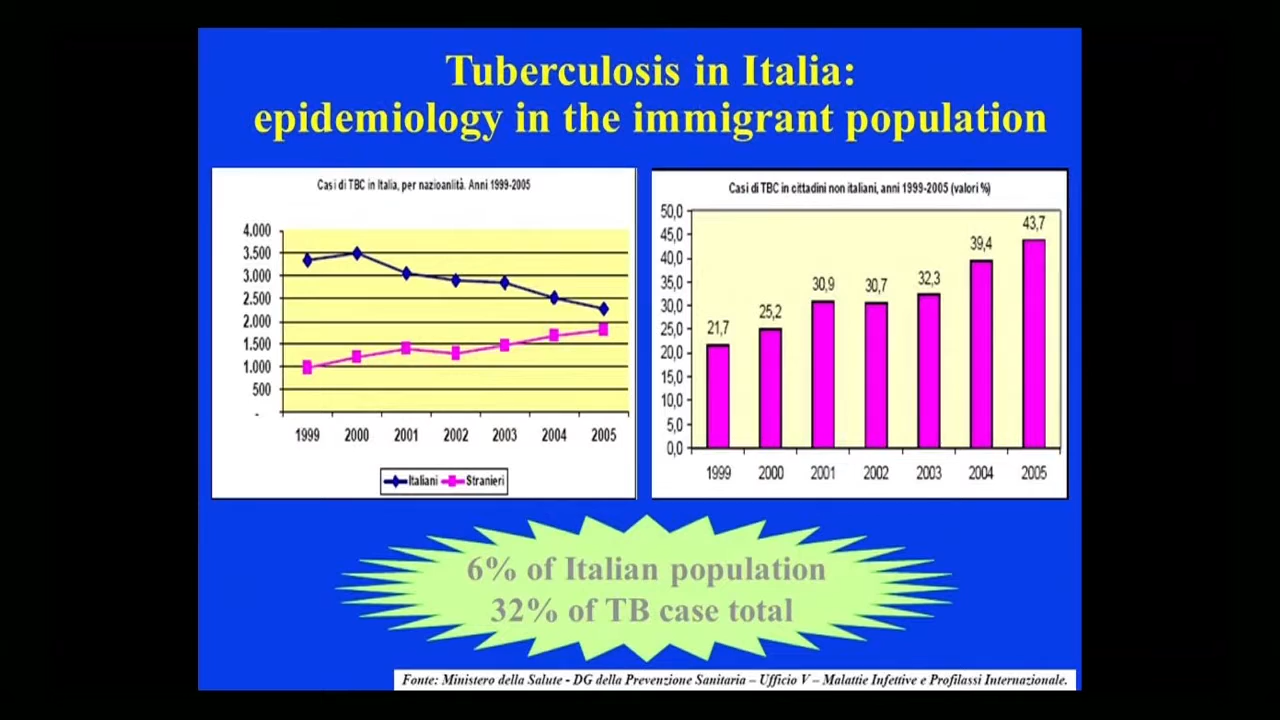 Tuberculosis in Italia:
epidemiology in the immigrant population
Casi di TBC in Italia, per nazioanlità. Anni 1999-2005
4.000
3.500
3.000
2.500
2.000
1.500
1.000
500
-
1999 2000 2001 2002 2003 2004 2005
Italiani Stranieri
Casi di TBC in cittadini non italiani, anni 1999-2005 (valori %)
50,0
45,0
40,0
35,0
30,0
25,0
20,0
15,0
10,0
5,0
0,0
21,7 25,2 30,9 30,7 32,3 39,4 43,7
1999 2000 2001 2002 2003 2004 2005
6% of Italian population
32% of TB case total
Fonte: Ministero della Salute - DG della Prevenzione Sanitaria – Ufficio V – Malattie Infettive e Profilassi Internazionale.